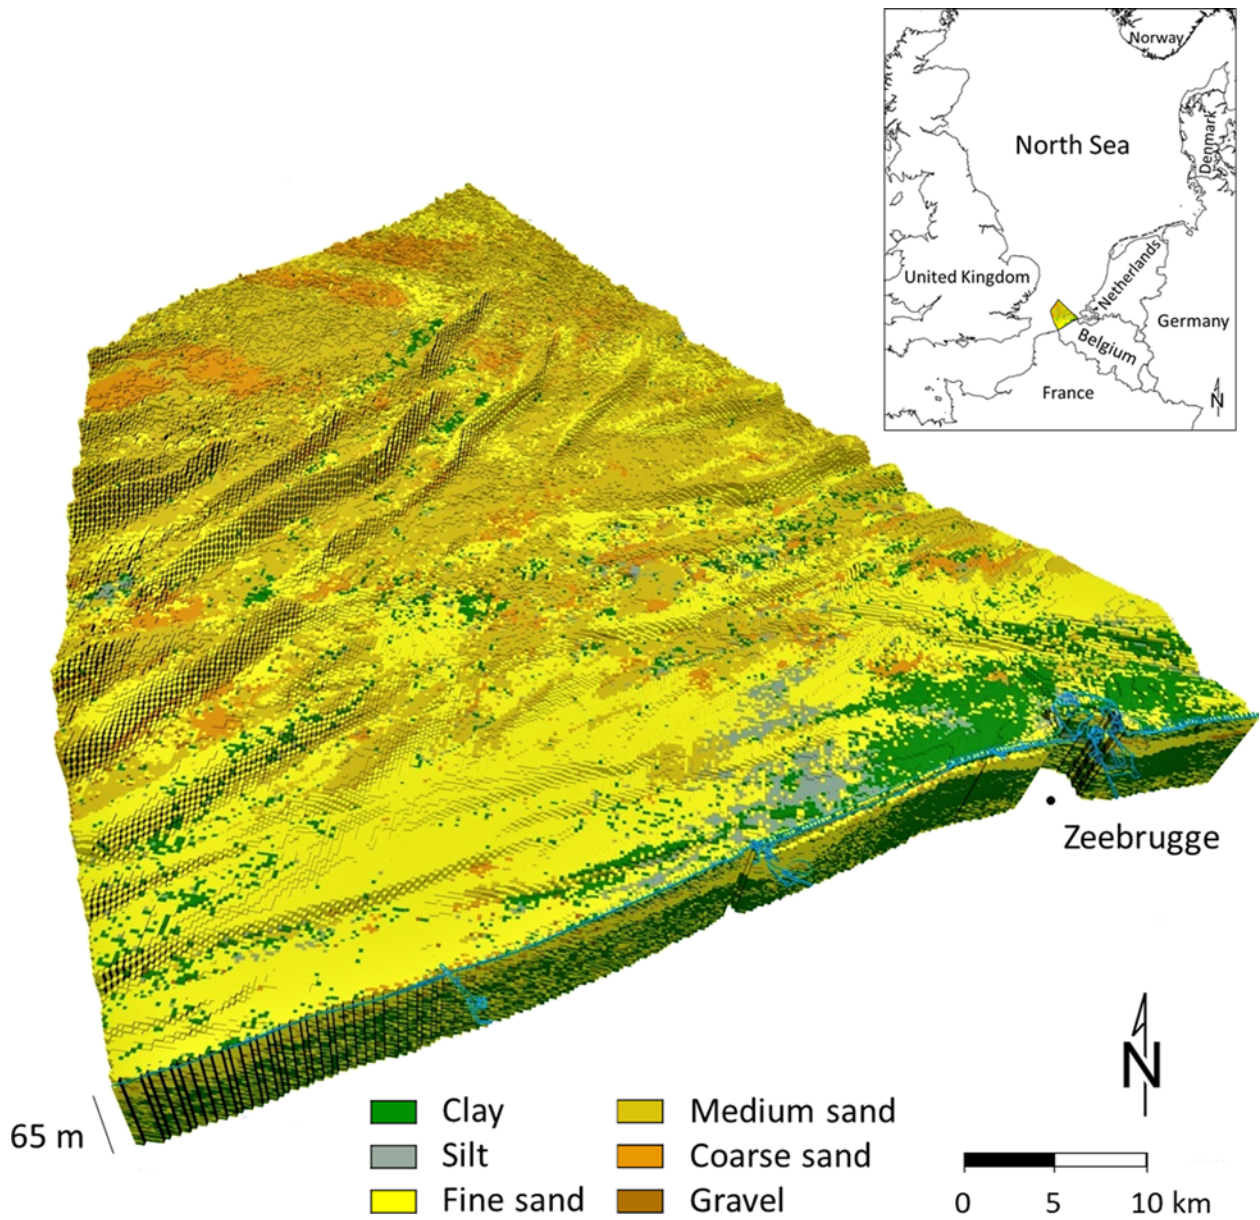 Norway
Denmark
North Sea
United Kingdom
Netherlands
Germany
Belgium
France
N
Zeebrugge
N
65 m
Clay
Medium sand
Silt
Coarse sand
Fine sand
Gravel
0 5 10 km